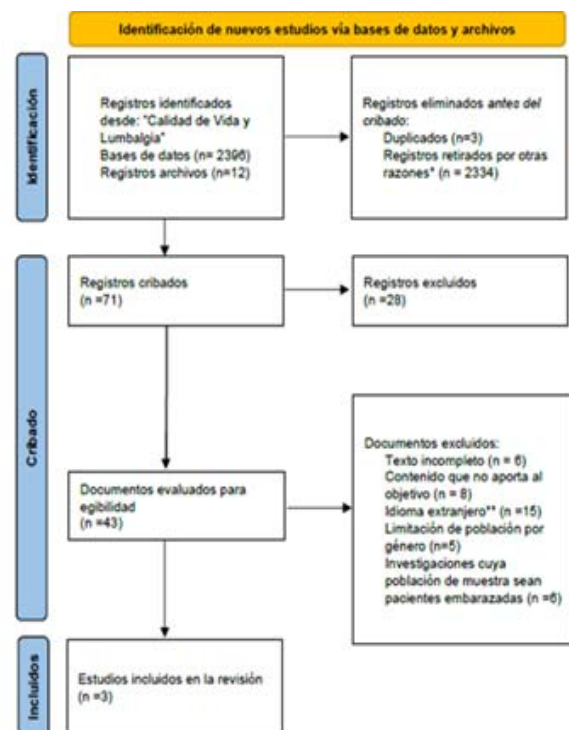 Identificación de nuevos estudios vía bases de datos y archivos
Identificación
Registros identificados
desde: "Calidad de Vida y
Lumbalgia"
Bases de datos (n= 2396)
Registros archivos (n=12)
Registros eliminados antes del
cribado:
Duplicados (n=3)
Registros retirados por otras
razones* (n = 2334)
Cribado
Registros cribados
(n =71)
Registros excluidos
(n =28)
Documentos evaluados para
egibilidad
(n =43)
Documentos excluidos:
Texto incompleto (n = 6)
Contenido que no aporta al
objetivo (n = 8)
Idioma extranjero** (n =15)
Limitación de población por
género (n=5)
Investigaciones cuya
población de muestra sean
pacientes embarazadas (n =6)
Incluidos
Estudios incluidos en la revisión
(n =3)